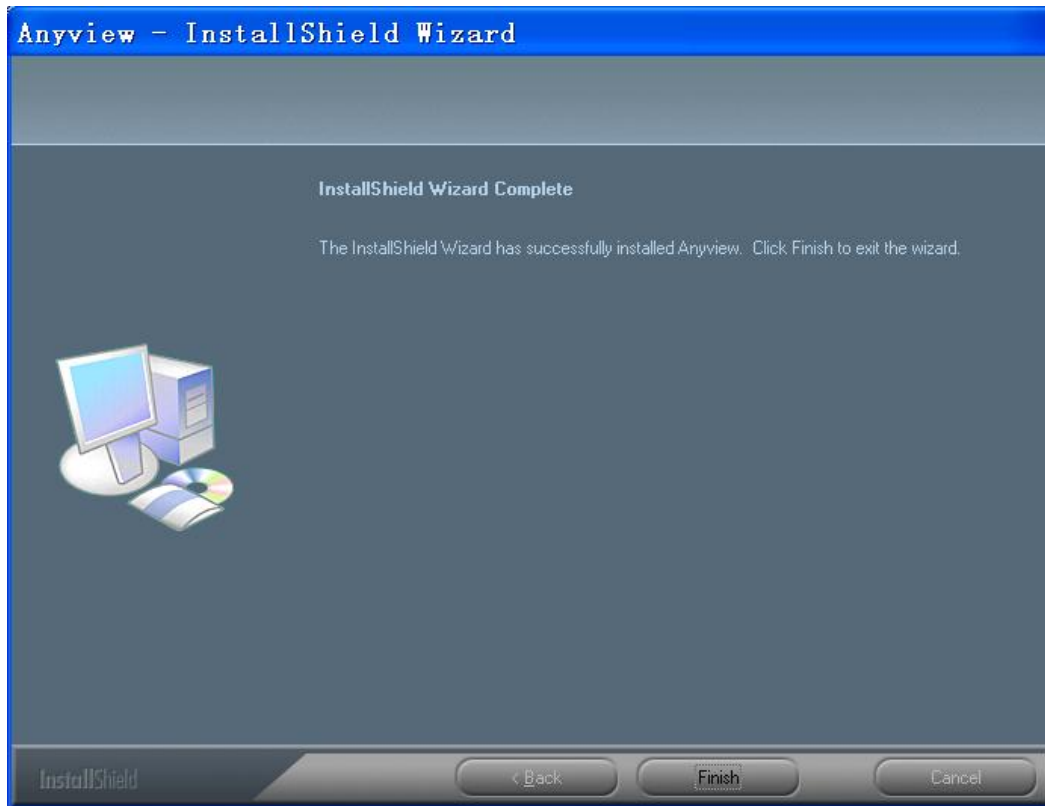 Anyview - InstallShield Wizard
InstallShield Wizard Complete
The InstallShield Wizard has successfully installed Anyview. Click Finish to exit the wizard.
InstallShield
< Back
Finish
Cancel